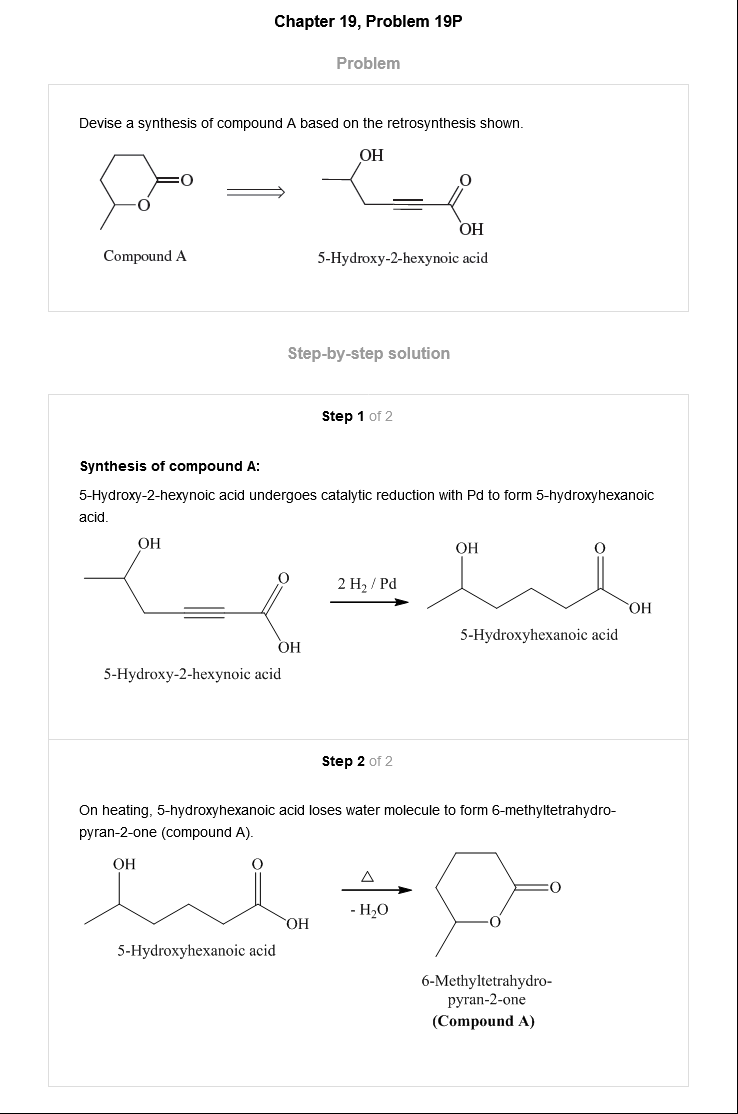 Chapter 19, Problem 19P
Problem
Devise a synthesis of compound A based on the retrosynthesis shown.
OH
O
O
O
OH
Compound A
5-Hydroxy-2-hexynoic acid
Step-by-step solution
Step 1 of 2
Synthesis of compound A:
5-Hydroxy-2-hexynoic acid undergoes catalytic reduction with Pd to form 5-hydroxyhexanoic
acid.
OH
O
OH
5-Hydroxy-2-hexynoic acid
2 H₂ / Pd
OH
O
OH
5-Hydroxyhexanoic acid
Step 2 of 2
On heating, 5-hydroxyhexanoic acid loses water molecule to form 6-methyltetrahydro-
pyran-2-one (compound A).
OH
O
OH
5-Hydroxyhexanoic acid
Δ
- H₂O
O
O
6-Methyltetrahydro-
pyran-2-one
(Compound A)